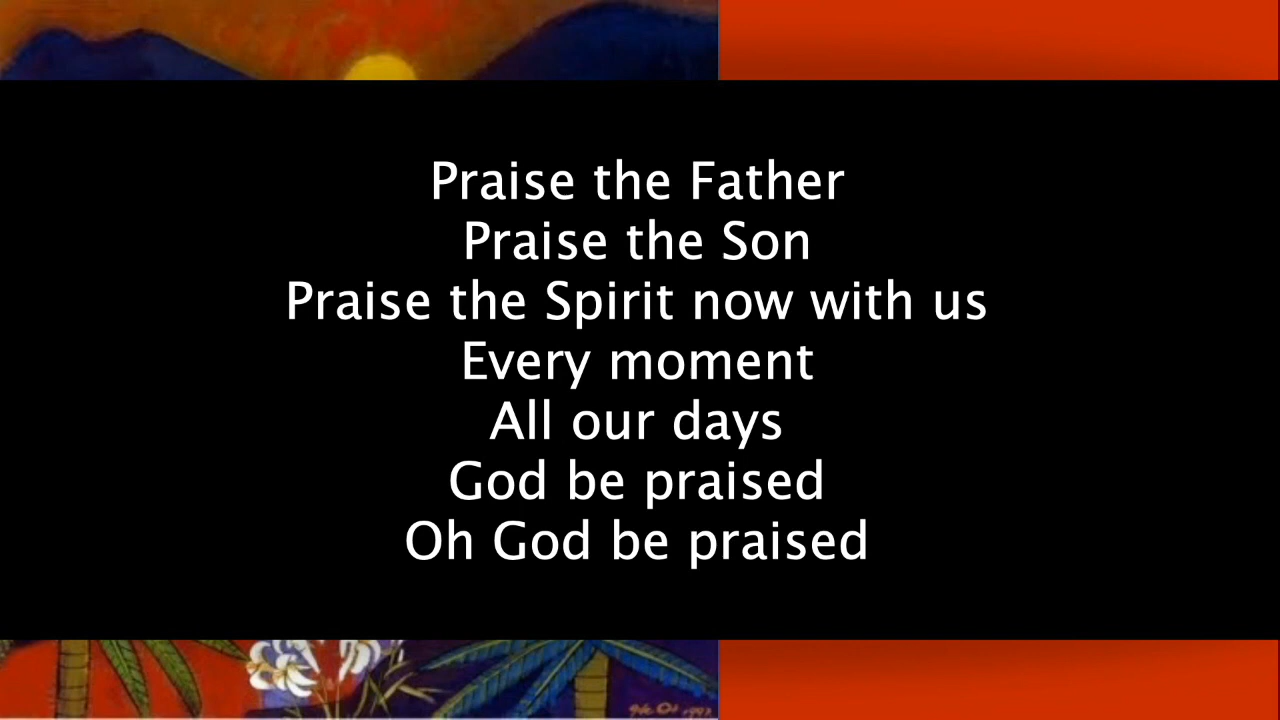 Praise the Father
Praise the Son
Praise the Spirit now with us
Every moment
All our days
God be praised
Oh God be praised